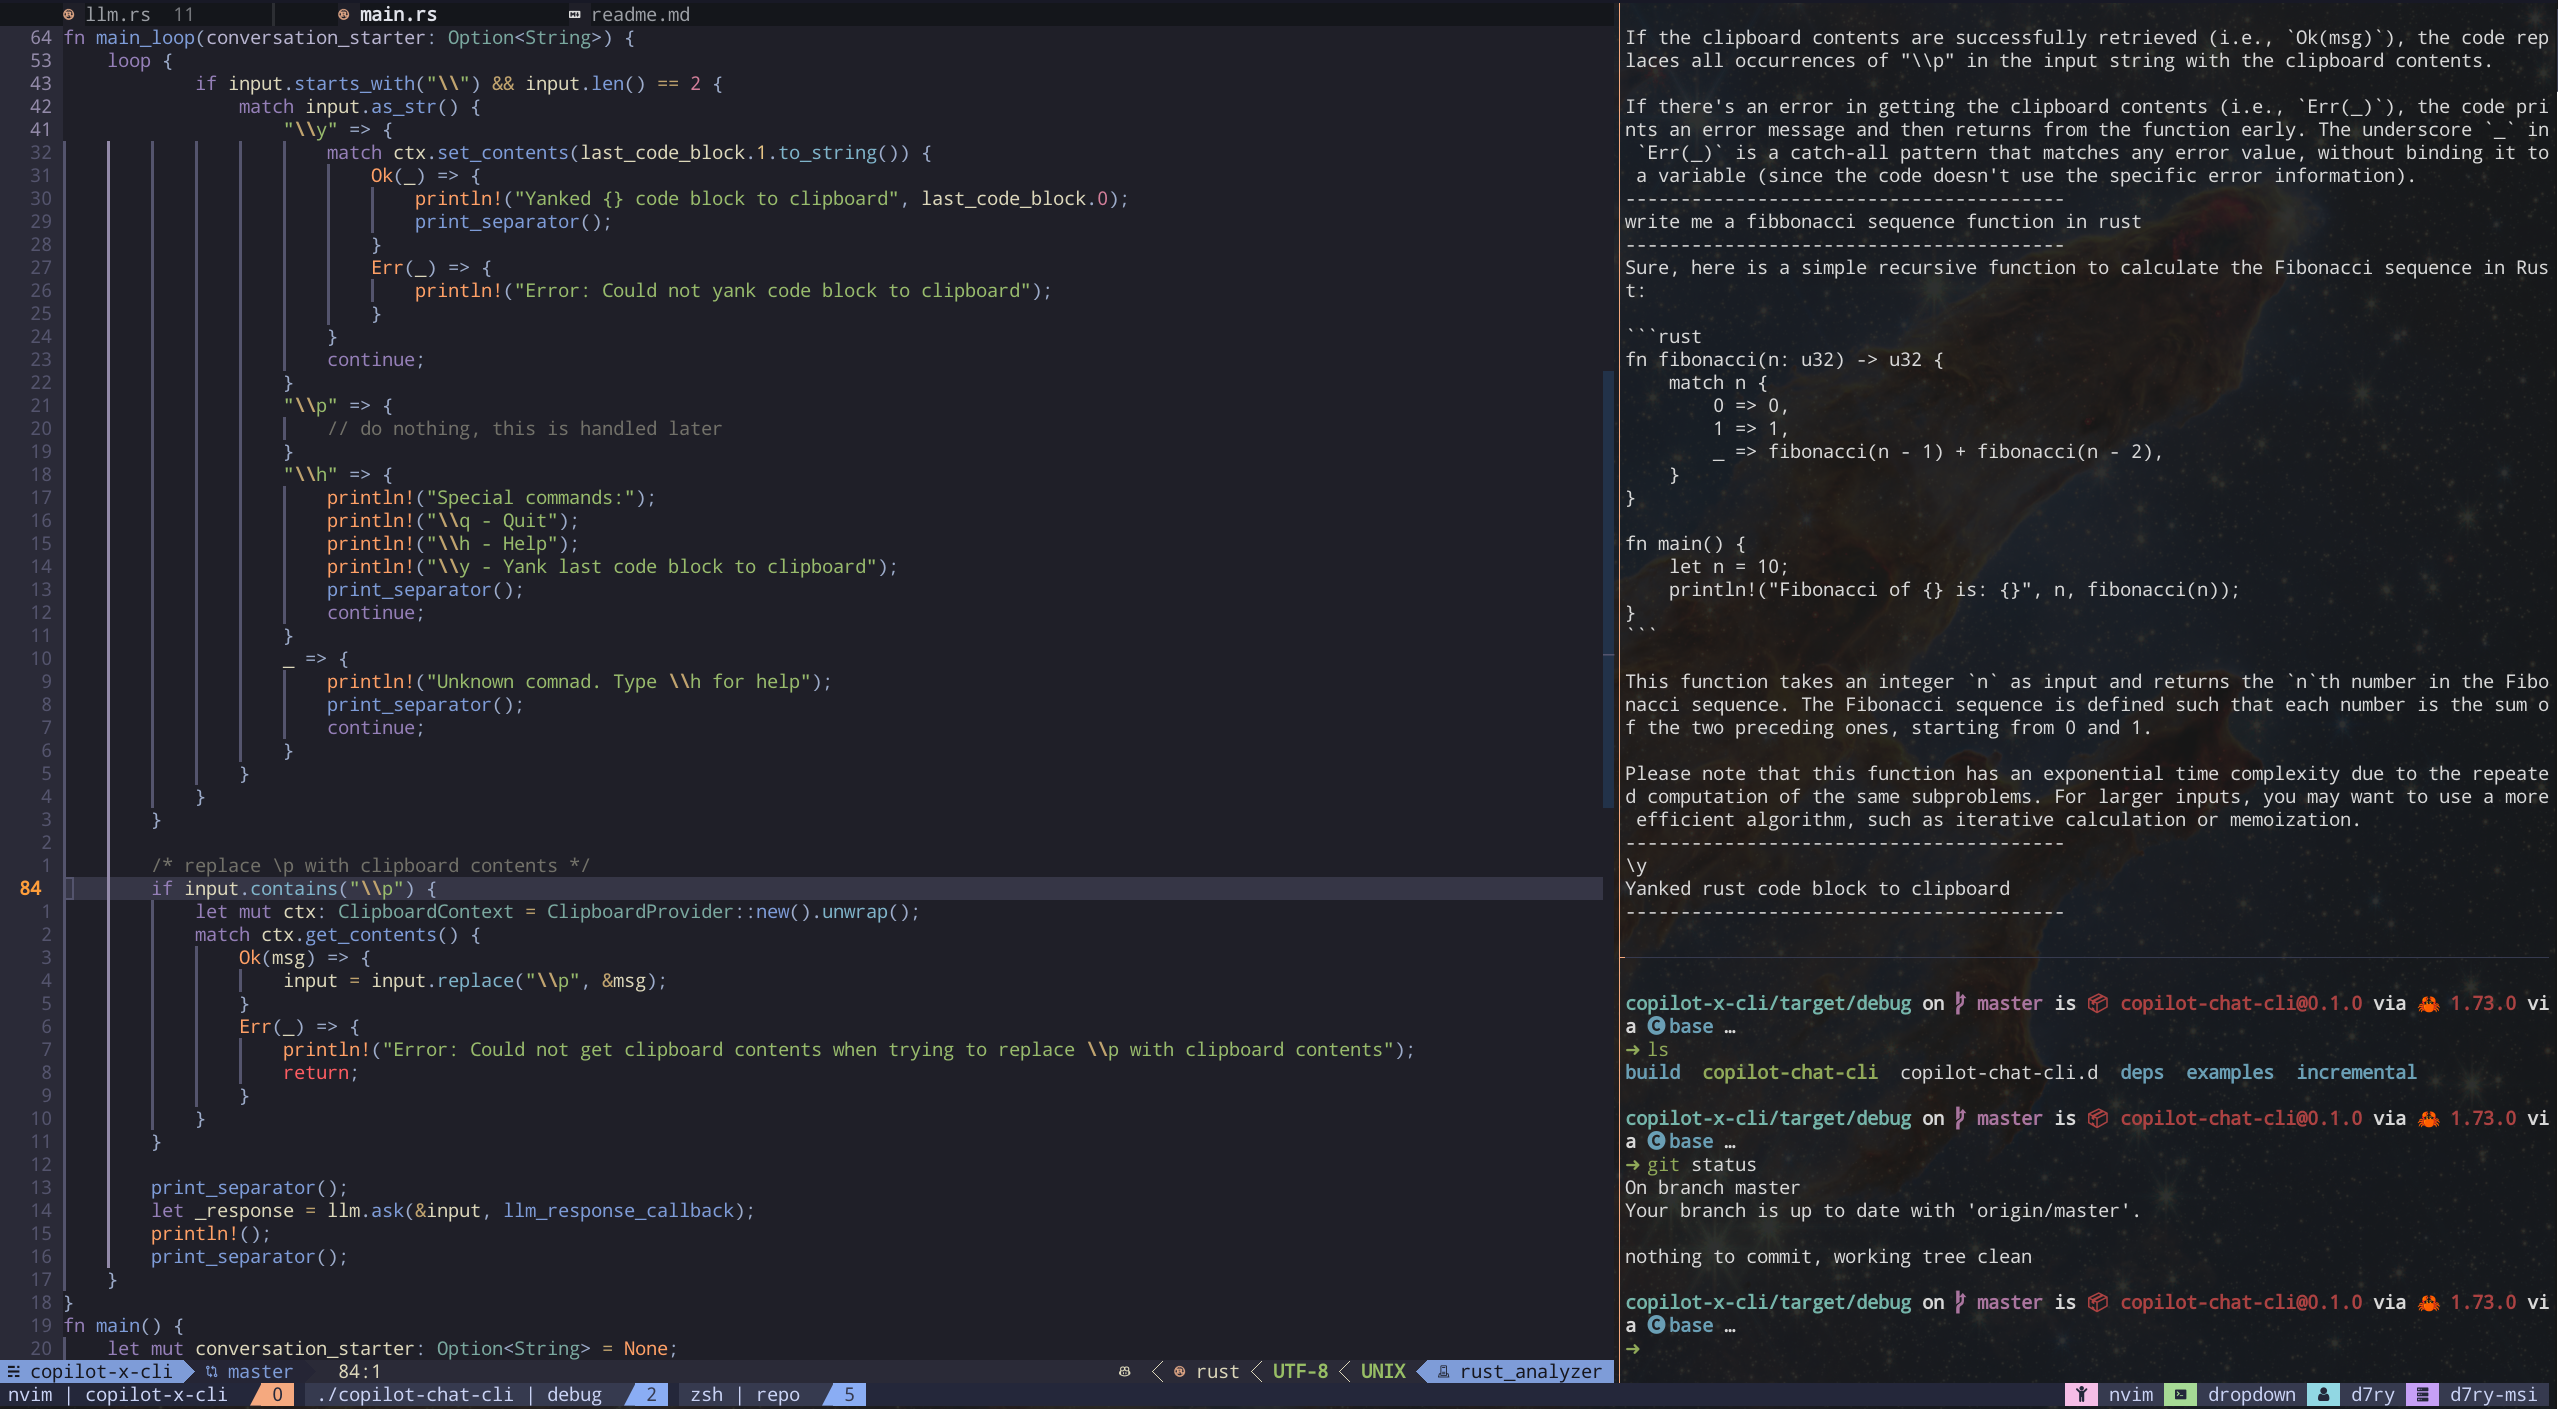 llm.rs 11 main.rs readme.md
64 fn main_loop(conversation_starter: Option<String>) {
53     loop {
43             if input.starts_with("\\") && input.len() == 2 {
42                 match input.as_str() {
41                     "\\y" => {
32                         match ctx.set_contents(last_code_block.1.to_string()) {
31                             Ok(_) => {
30                                 println!("Yanked {} code block to clipboard", last_code_block.0);
29                                 print_separator();
28                             }
27                             Err(_) => {
26                                 println!("Error: Could not yank code block to clipboard");
25                             }
24                         }
23                         continue;
22                     }
21                     "\\p" => {
20                         // do nothing, this is handled later
19                     }
18                     "\\h" => {
17                         println!("Special commands:");
16                         println!("\\q - Quit");
15                         println!("\\h - Help");
14                         println!("\\y - Yank last code block to clipboard");
13                         print_separator();
12                         continue;
11                     }
10                     _ => {
9                         println!("Unknown comnad. Type \\h for help");
8                         print_separator();
7                         continue;
6                     }
5                 }
4             }
3         }
2
1         /* replace \p with clipboard contents */
84         if input.contains("\\p") {
1             let mut ctx: ClipboardContext = ClipboardProvider::new().unwrap();
2             match ctx.get_contents() {
3                 Ok(msg) => {
4                     input = input.replace("\\p", &msg);
5                 }
6                 Err(_) => {
7                     println!("Error: Could not get clipboard contents when trying to replace \\p with clipboard contents");
8                     return;
9                 }
10             }
11         }
12
13         print_separator();
14         let _response = llm.ask(&input, llm_response_callback);
15         println!();
16         print_separator();
17     }
18 }
19 fn main() {
20     let mut conversation_starter: Option<String> = None;
copilot-x-cli master 84:1 rust UTF-8 UNIX rust_analyzer
If the clipboard contents are successfully retrieved (i.e., `Ok(msg)`), the code rep
laces all occurrences of "\\p" in the input string with the clipboard contents.
If there's an error in getting the clipboard contents (i.e., `Err(_)`), the code pri
nts an error message and then returns from the function early. The underscore `_` in
 `Err(_)` is a catch-all pattern that matches any error value, without binding it to
 a variable (since the code doesn't use the specific error information).
----------------------------------------
write me a fibbonacci sequence function in rust
----------------------------------------
Sure, here is a simple recursive function to calculate the Fibonacci sequence in Rus
t:
```rust
fn fibonacci(n: u32) -> u32 {
    match n {
        0 => 0,
        1 => 1,
        _ => fibonacci(n - 1) + fibonacci(n - 2),
    }
}
fn main() {
    let n = 10;
    println!("Fibonacci of {} is: {}", n, fibonacci(n));
}
```
This function takes an integer `n` as input and returns the `n`th number in the Fibo
nacci sequence. The Fibonacci sequence is defined such that each number is the sum o
f the two preceding ones, starting from 0 and 1.
Please note that this function has an exponential time complexity due to the repeate
d computation of the same subproblems. For larger inputs, you may want to use a more
 efficient algorithm, such as iterative calculation or memoization.
----------------------------------------
\y
Yanked rust code block to clipboard
----------------------------------------
copilot-x-cli/target/debug on master is copilot-chat-cli@0.1.0 via 1.73.0 vi
a C base …
➜ ls
build  copilot-chat-cli  copilot-chat-cli.d  deps  examples  incremental
copilot-x-cli/target/debug on master is copilot-chat-cli@0.1.0 via 1.73.0 vi
a C base …
➜ git status
On branch master
Your branch is up to date with 'origin/master'.
nothing to commit, working tree clean
copilot-x-cli/target/debug on master is copilot-chat-cli@0.1.0 via 1.73.0 vi
a C base …
➜
nvim | copilot-x-cli 0 ./copilot-chat-cli | debug 2 zsh | repo 5 nvim dropdown d7ry d7ry-msi